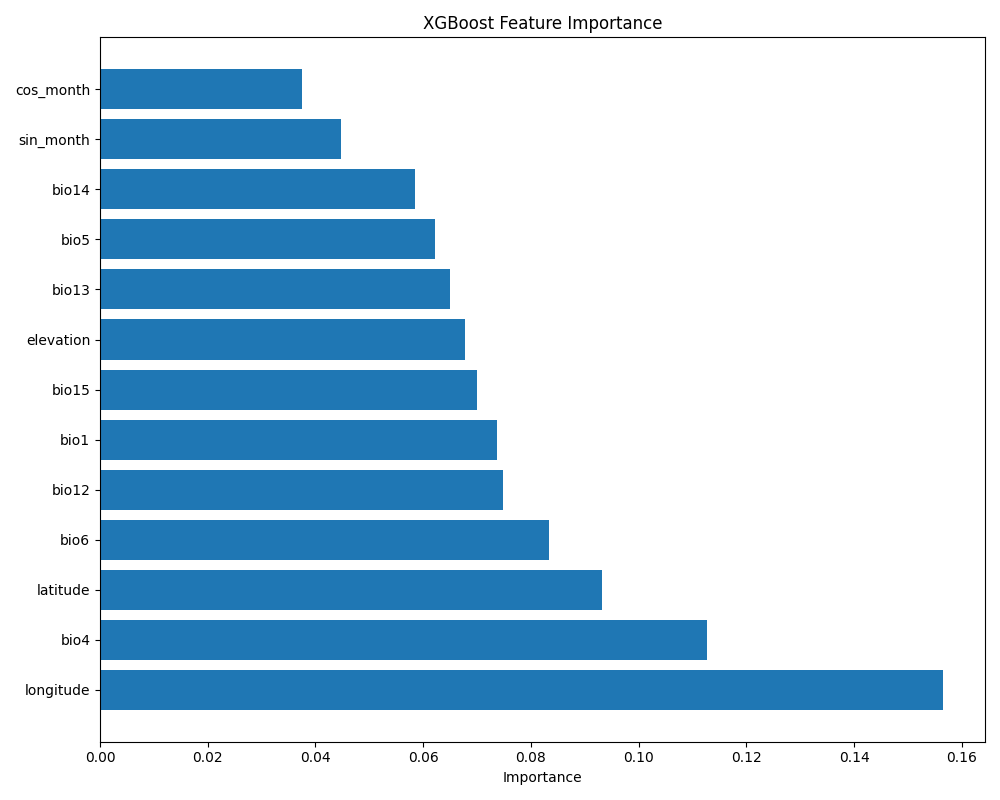 XGBoost Feature Importance
cos_month
sin_month
bio14
bio5
bio13
elevation
bio15
bio1
bio12
bio6
latitude
bio4
longitude
0.00 0.02 0.04 0.06 0.08 0.10 0.12 0.14 0.16
Importance